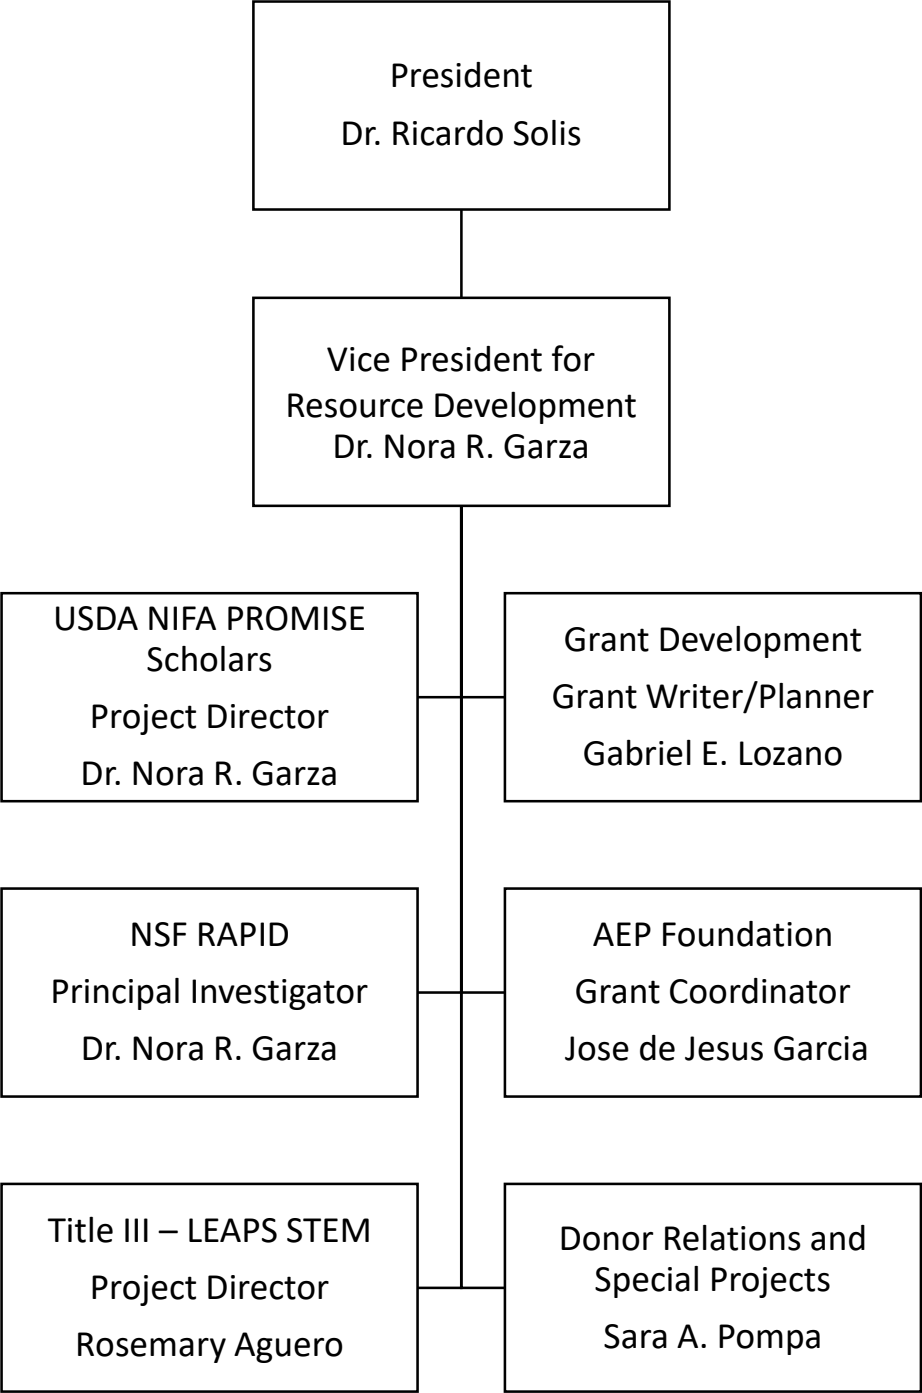 President
Dr. Ricardo Solis
Vice President for
Resource Development
Dr. Nora R. Garza
USDA NIFA PROMISE
Scholars
Project Director
Dr. Nora R. Garza
Grant Development
Grant Writer/Planner
Gabriel E. Lozano
NSF RAPID
Principal Investigator
Dr. Nora R. Garza
AEP Foundation
Grant Coordinator
Jose de Jesus Garcia
Title III – LEAPS STEM
Project Director
Rosemary Aguero
Donor Relations and
Special Projects
Sara A. Pompa